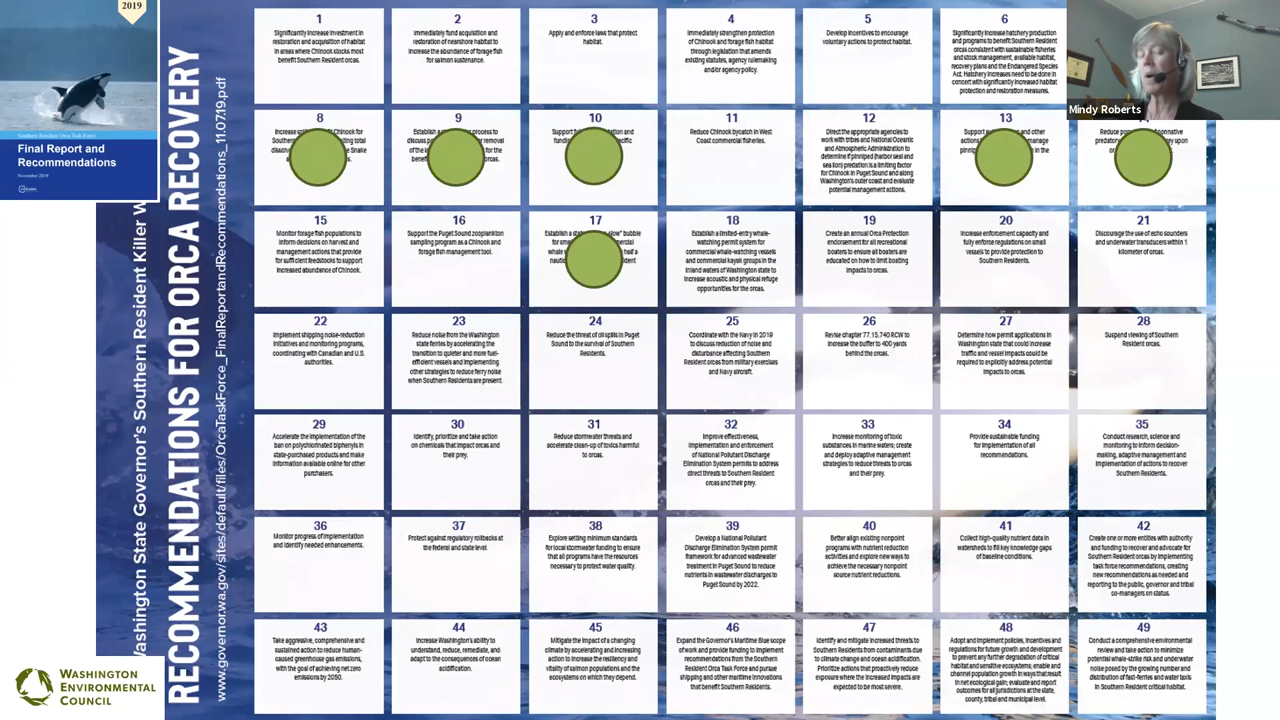 2019
Southern Resident Orca Task Force
Final Report and
Recommendations
November 2019
Washington State Governor's Southern Resident Killer W
RECOMMENDATIONS FOR ORCA RECOVERY
www.governor.wa.gov/sites/default/files/OrcaTaskForce_FinalReportandRecommendations_11.07.19.pdf
1
Significantly increase investment in
restoration and acquisition of habitat
in areas where Chinook stocks most
benefit Southern Resident orcas.
2
Immediately fund acquisition and
restoration of nearshore habitat to
increase the abundance of forage fish
for salmon sustenance.
3
Apply and enforce laws that protect
habitat.
4
Immediately strengthen protection
of Chinook and forage fish habitat
through legislation that amends
existing statutes, agency rulemaking
and/or agency policy.
5
Develop incentives to encourage
voluntary actions to protect habitat.
6
Significantly increase hatchery production
and programs to benefit Southern Resident
orcas consistent with sustainable fisheries
and stock management, available habitat,
recovery plans and the Endangered Species
Act. Hatchery increases need to be done in
concert with significantly increased habitat
protection and restoration measures.
Mindy Roberts
8
Increase Chinook for
Southern total
Snake
9
Establish a process to
discuss removal
of the for the
orcas.
10
Support and
11
Reduce Chinook bycatch in West
Coast commercial fisheries.
12
Direct the appropriate agencies to
work with tribes and National Oceanic
and Atmospheric Administration to
determine if pinniped (harbor seal and
sea lion) predation is a limiting factor
for Chinook in Puget Sound and along
Washington's outer coast and evaluate
potential management actions.
13
Support and other
actions
in the
Reduce nonnative
upon
15
Monitor forage fish populations to
inform decisions on harvest and
management actions that provide
for sufficient feedstocks to support
increased abundance of Chinook.
16
Support the Puget Sound zooplankton
sampling program as a Chinook and
forage fish management tool.
17
Establish a bubble
for
whale half a
18
Establish a limited-entry whale-
watching permit system for
commercial whale-watching vessels
and commercial kayak groups in the
inland waters of Washington state to
increase acoustic and physical refuge
opportunities for the orcas.
19
Create an annual Orca Protection
endorsement for all recreational
boaters to ensure all boaters are
educated on how to limit boating
impacts to orcas.
20
Increase enforcement capacity and
fully enforce regulations on small
vessels to provide protection to
Southern Residents.
21
Discourage the use of echo sounders
and underwater transducers within 1
kilometer of orcas.
22
Implement shipping noise-reduction
initiatives and monitoring programs,
coordinating with Canadian and U.S.
authorities.
23
Reduce noise from the Washington
state ferries by accelerating the
transition to quieter and more fuel-
efficient vessels and implementing
other strategies to reduce ferry noise
when Southern Residents are present.
24
Reduce the threat of oil spills in Puget
Sound to the survival of Southern
Residents.
25
Coordinate with the Navy in 2019
to discuss reduction of noise and
disturbance affecting Southern
Resident orcas from military exercises
and Navy aircraft.
26
Revise chapter 77.15.740 RCW to
increase the buffer to 400 yards
behind the orcas.
27
Determine how permit applications in
Washington state that could increase
traffic and vessel impacts could be
required to explicitly address potential
impacts to orcas.
28
Suspend viewing of Southern
Resident orcas.
29
Accelerate the implementation of the
ban on polychlorinated biphenyls in
state-purchased products and make
information available online for other
purchasers.
30
Identify, prioritize and take action
on chemicals that impact orcas and
their prey.
31
Reduce stormwater threats and
accelerate clean-up of toxics harmful
to orcas.
32
Improve effectiveness,
implementation and enforcement
of National Pollutant Discharge
Elimination System permits to address
direct threats to Southern Resident
orcas and their prey.
33
Increase monitoring of toxic
substances in marine waters; create
and deploy adaptive management
strategies to reduce threats to orcas
and their prey.
34
Provide sustainable funding
for implementation of all
recommendations.
35
Conduct research, science and
monitoring to inform decision-
making, adaptive management and
implementation of actions to recover
Southern Residents.
36
Monitor progress of implementation
and identify needed enhancements.
37
Protect against regulatory rollbacks at
the federal and state level.
38
Explore setting minimum standards
for local stormwater funding to ensure
that all programs have the resources
necessary to protect water quality.
39
Develop a National Pollutant
Discharge Elimination System permit
framework for advanced wastewater
treatment in Puget Sound to reduce
nutrients in wastewater discharges to
Puget Sound by 2022.
40
Better align existing nonpoint
programs with nutrient reduction
activities and explore new ways to
achieve the necessary nonpoint
source nutrient reductions.
41
Collect high-quality nutrient data in
watersheds to fill key knowledge gaps
of baseline conditions.
42
Create one or more entities with authority
and funding to recover and advocate for
Southern Resident orcas by implementing
task force recommendations, creating
new recommendations as needed and
reporting to the public, governor and tribal
co-managers on status.
43
Take aggressive, comprehensive and
sustained action to reduce human-
caused greenhouse gas emissions,
with the goal of achieving net zero
emissions by 2050.
44
Increase Washington's ability to
understand, reduce, remediate, and
adapt to the consequences of ocean
acidification.
45
Mitigate the impact of a changing
climate by accelerating and increasing
action to increase the resiliency and
vitality of salmon populations and the
ecosystems on which they depend.
46
Expand the Governor's Maritime Blue scope
of work and provide funding to implement
recommendations from the Southern
Resident Orca Task Force and pursue
shipping and other maritime innovations
that benefit Southern Residents.
47
Identify and mitigate increased threats to
Southern Residents from contaminants
due to climate change and ocean acidification.
Prioritize actions that proactively reduce
exposure where the increased impacts are
expected to be most severe.
48
Adopt and implement policies, incentives and
regulations for future growth and development
to prevent any further degradation of critical
habitat and sensitive ecosystems; enable and
channel population growth in ways that result
in net ecological gain; evaluate and report
outcomes for all jurisdictions at the state,
county, tribal and municipal level.
49
Conduct a comprehensive environmental
review and take action to minimize
potential whale-strike risk and underwater
noise posed by the growing number and
distribution of fast-ferries and water taxis
in Southern Resident critical habitat.
WASHINGTON
ENVIRONMENTAL
COUNCIL